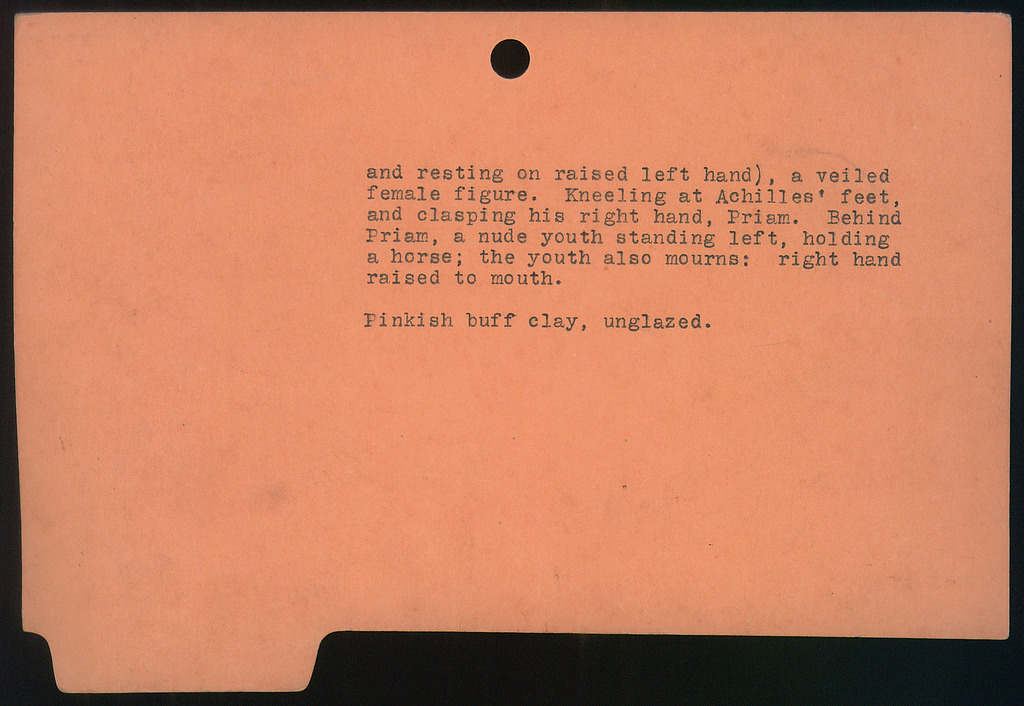 and resting on raised left hand), a veiled
female figure.  Kneeling at Achilles' feet,
and clasping his right hand, Priam.  Behind
Priam, a nude youth standing left, holding
a horse; the youth also mourns:  right hand
raised to mouth.

Pinkish buff clay, unglazed.